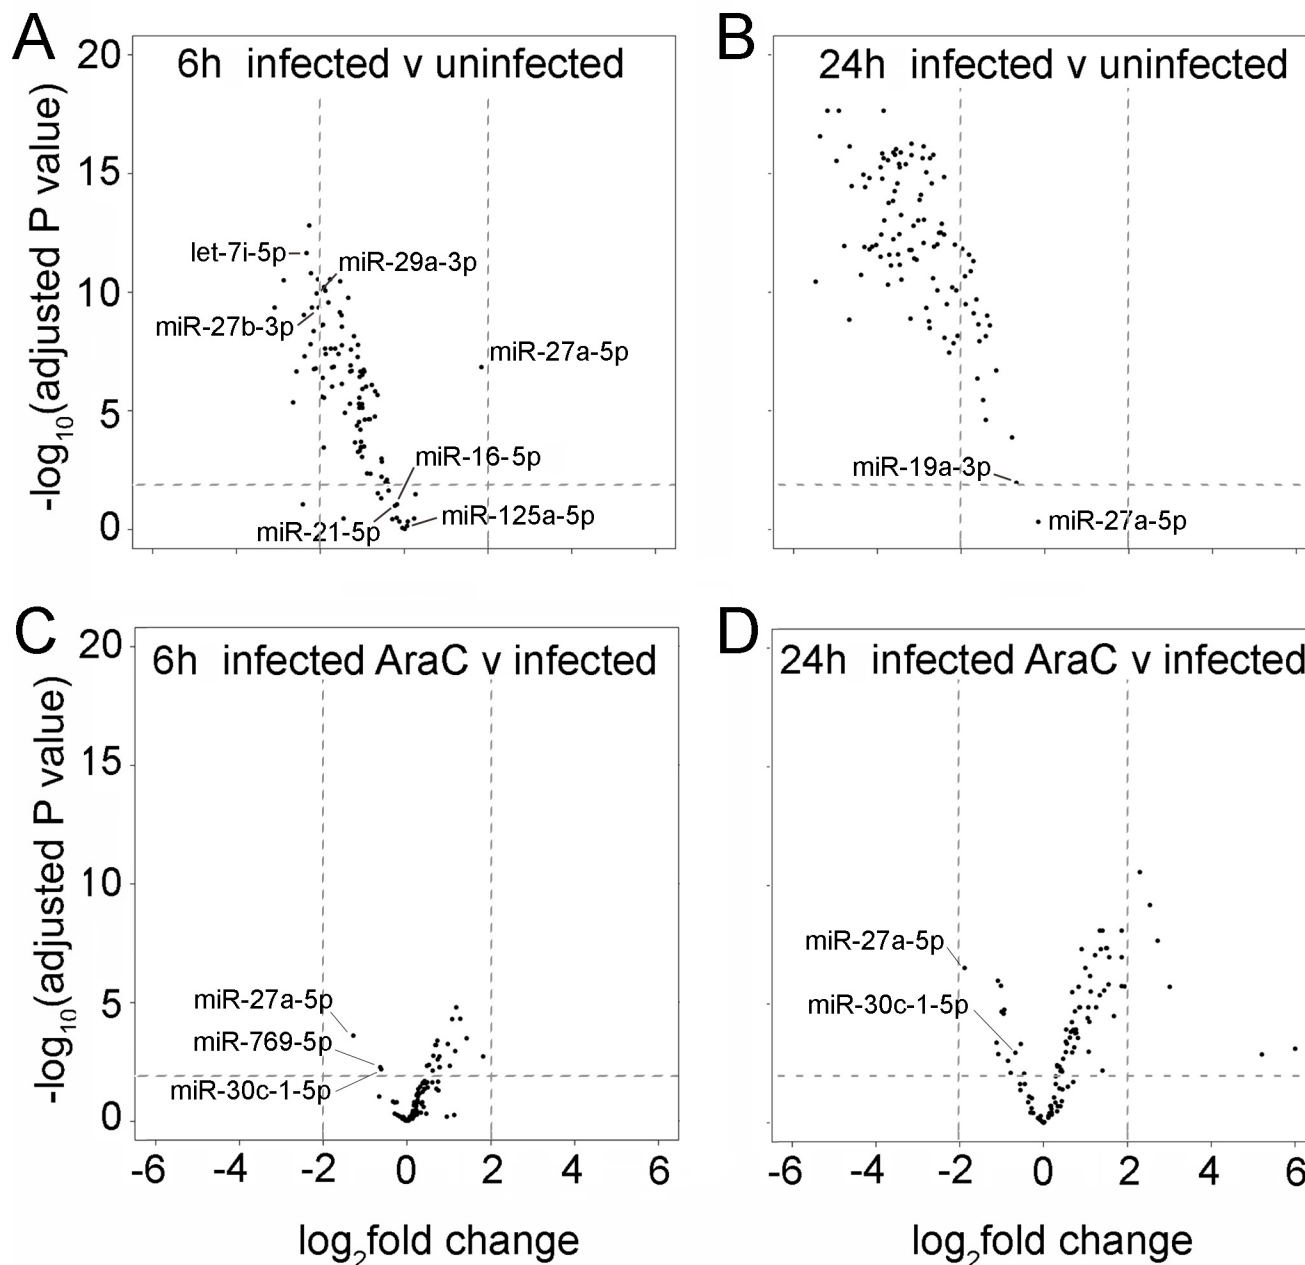 A
6h infected v uninfected
-log10(adjusted P value)
20
15
10
5
0
let-7i-5p
miR-29a-3p
miR-27b-3p
miR-27a-5p
miR-16-5p
miR-21-5p
miR-125a-5p
B
24h infected v uninfected
miR-19a-3p
miR-27a-5p
C
6h infected AraC v infected
-log10(adjusted P value)
20
15
10
5
0
miR-27a-5p
miR-769-5p
miR-30c-1-5p
-6 -4 -2 0 2 4 6
log2fold change
D
24h infected AraC v infected
miR-27a-5p
miR-30c-1-5p
-6 -4 -2 0 2 4 6
log2fold change